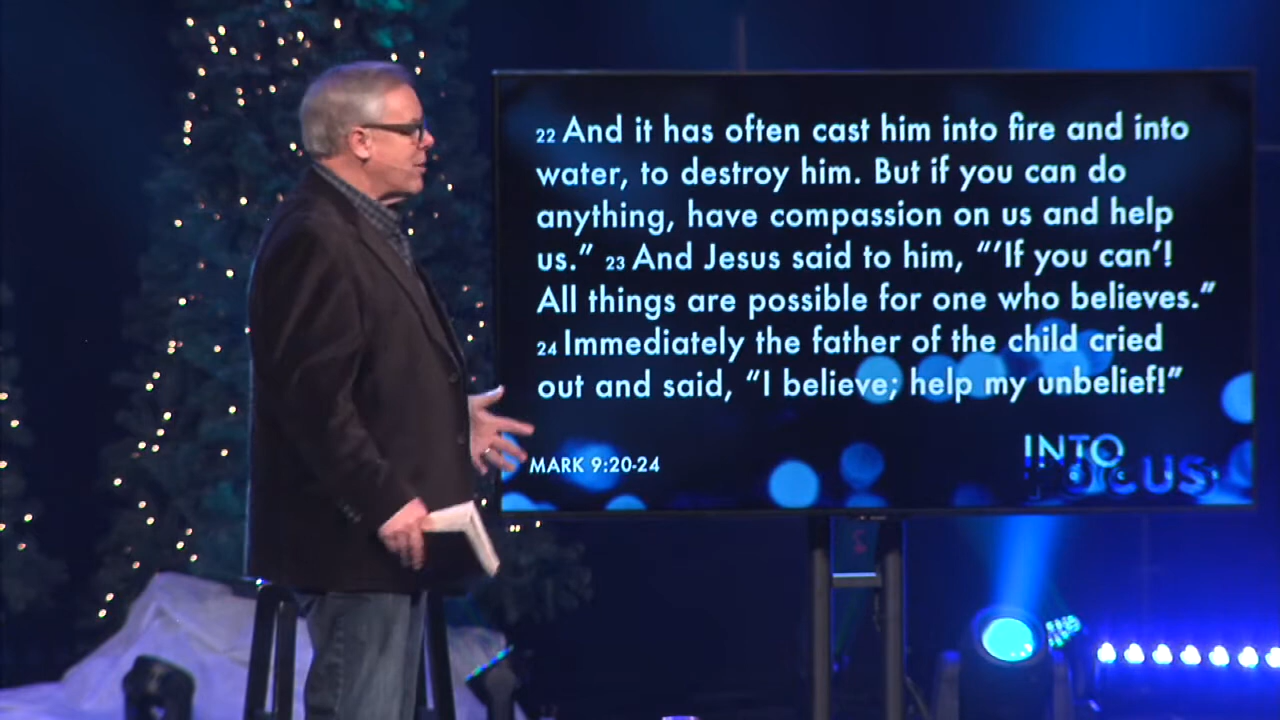 22 And it has often cast him into fire and into
water, to destroy him. But if you can do
anything, have compassion on us and help
us.” 23 And Jesus said to him, “‘If you can’!
All things are possible for one who believes.”
24 Immediately the father of the child cried
out and said, “I believe; help my unbelief!”
MARK 9:20-24
INTO
FOCUS